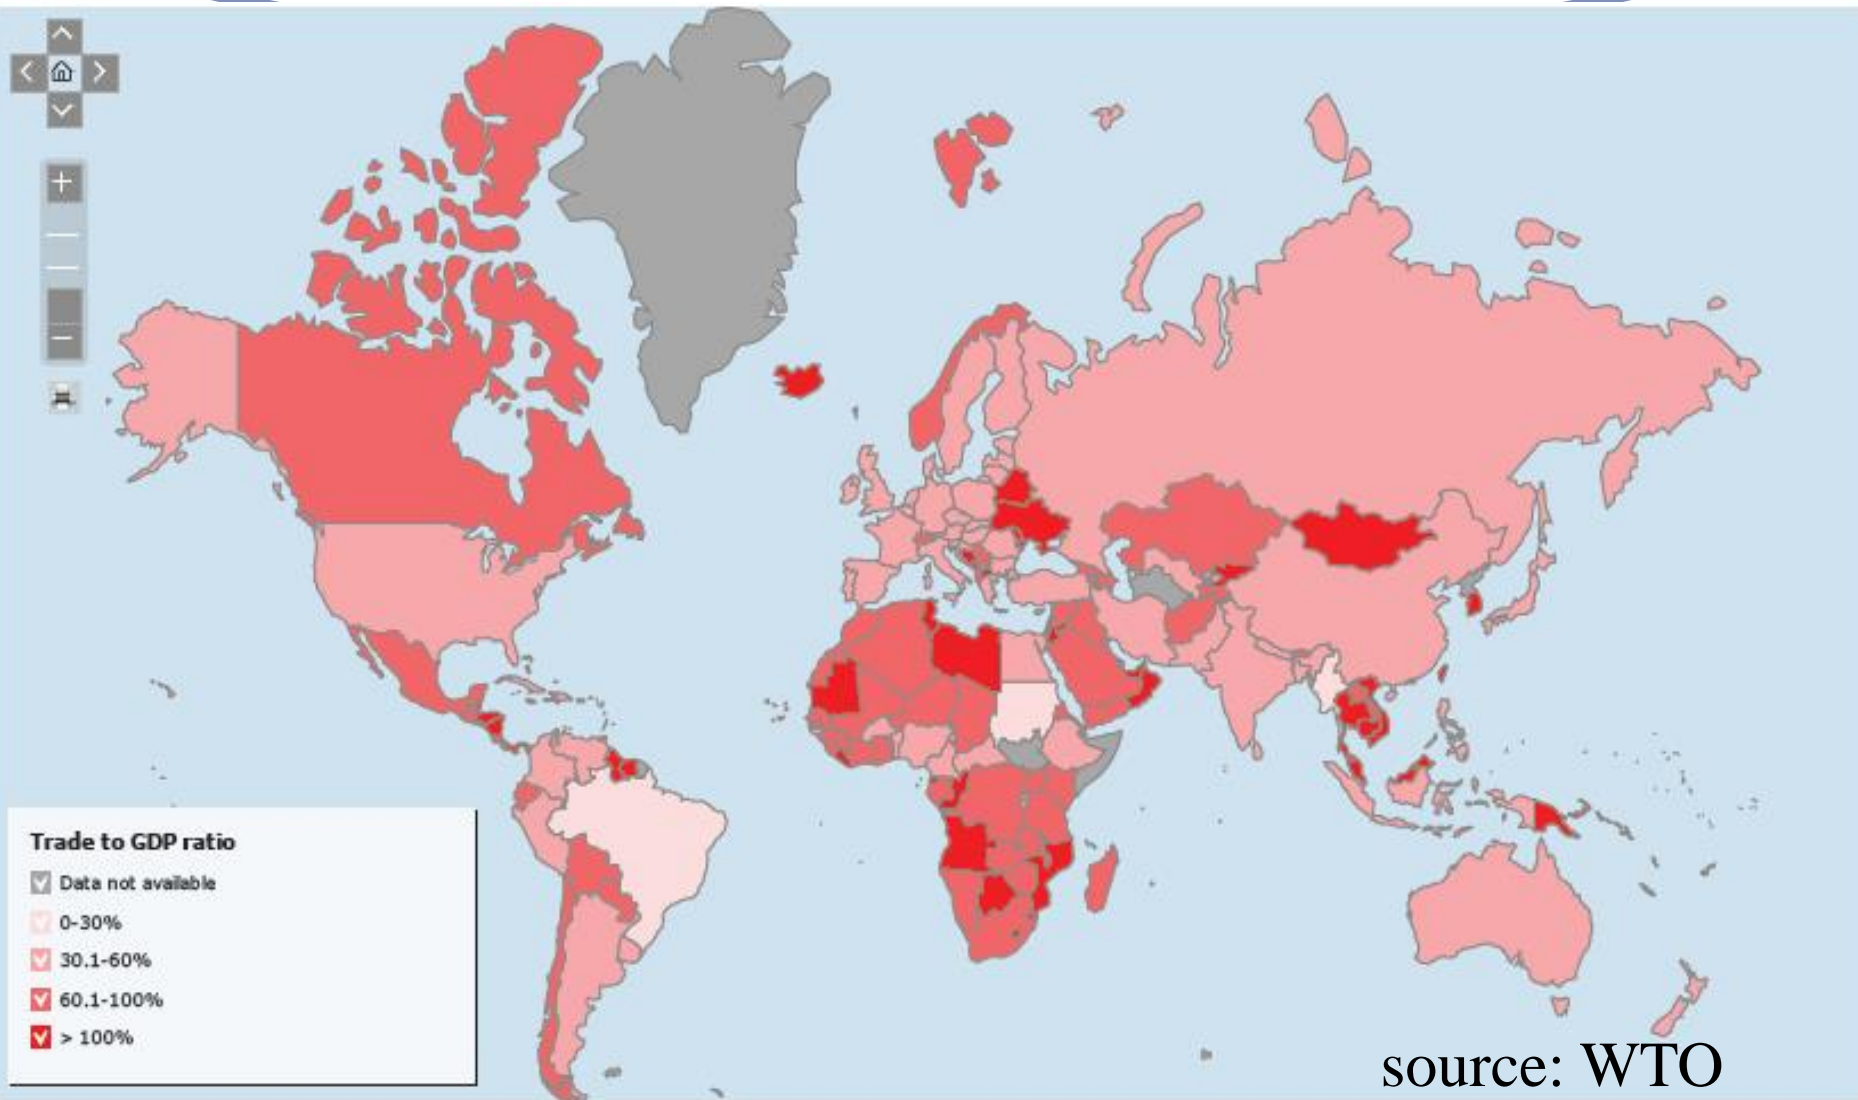 Trade to GDP ratio
Data not available
0-30%
30.1-60%
60.1-100%
> 100%
source: WTO